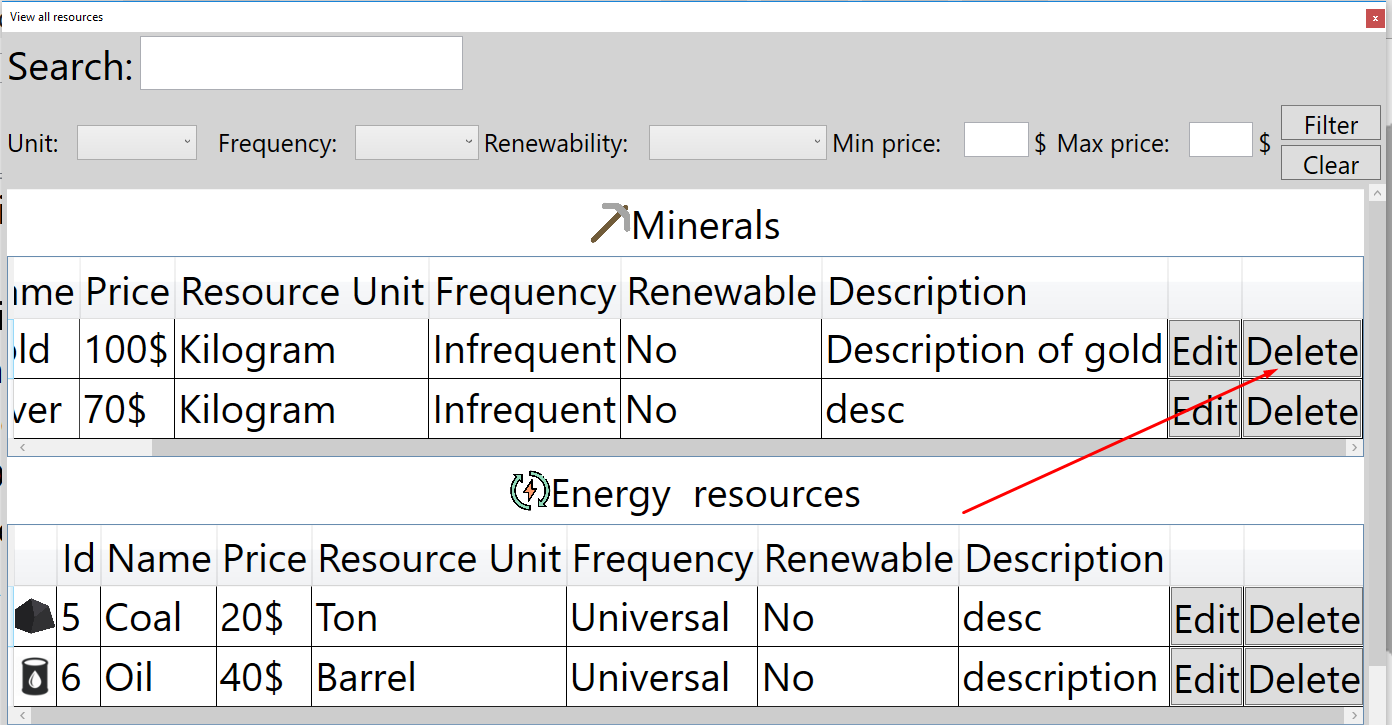 View all resources
x
Search:
Unit: Frequency: Renewability: Min price: $ Max price: $
Filter
Clear
Minerals
ame Price Resource Unit Frequency Renewable Description
old 100$ Kilogram Infrequent No Description of gold Edit Delete
ver 70$ Kilogram Infrequent No desc Edit Delete
Energy resources
Id Name Price Resource Unit Frequency Renewable Description
5 Coal 20$ Ton Universal No desc Edit Delete
6 Oil 40$ Barrel Universal No description Edit Delete